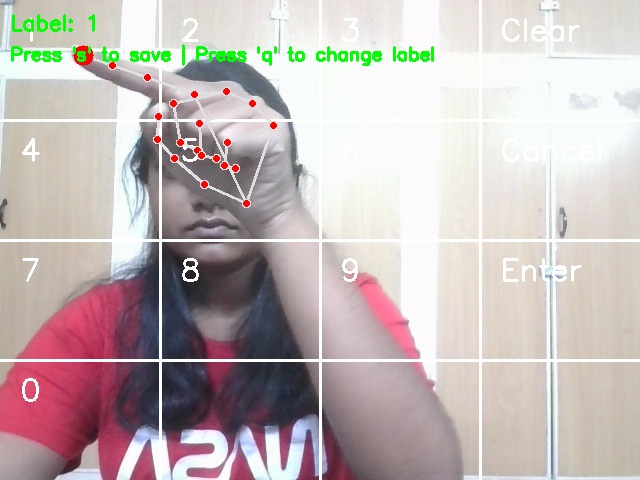 Label: 1
Press 's' to save | Press 'q' to change label
1 2 3 Clear
4 5 6 Cancel
7 8 9 Enter
0
NASA